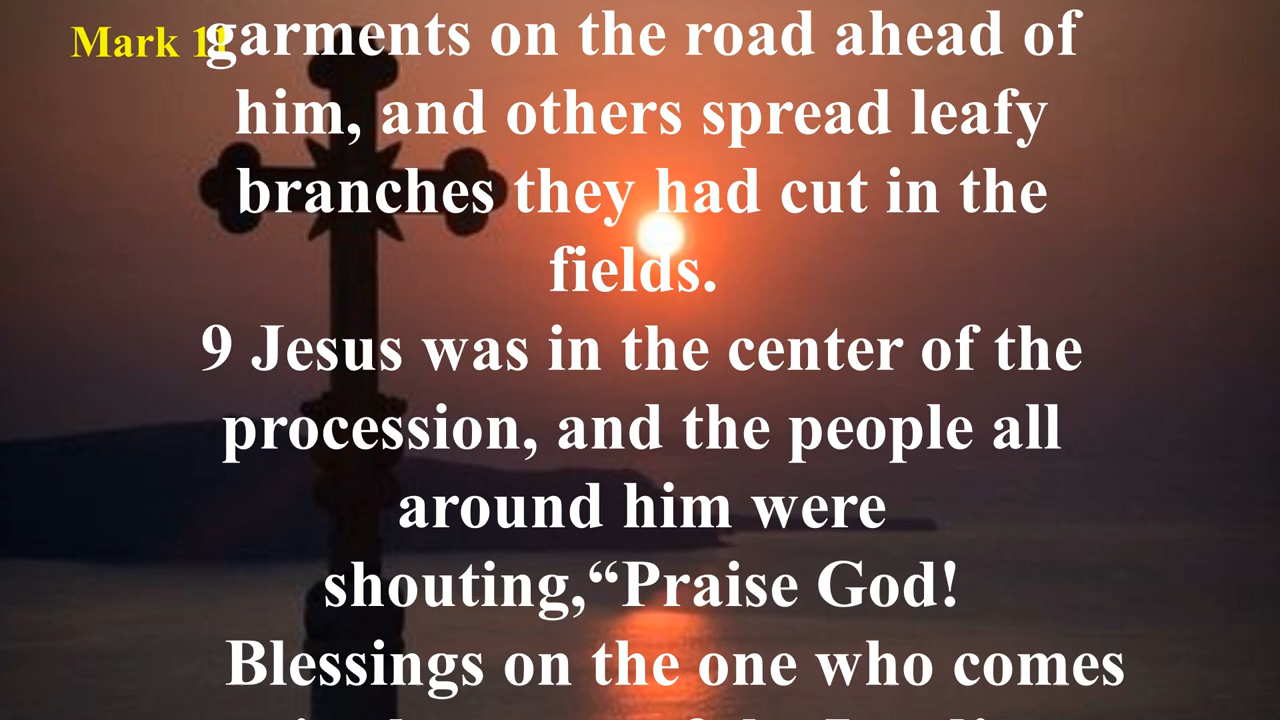 Mark 11
garments on the road ahead of
him, and others spread leafy
branches they had cut in the
fields.
9 Jesus was in the center of the
procession, and the people all
around him were
shouting,“Praise God!
Blessings on the one who comes